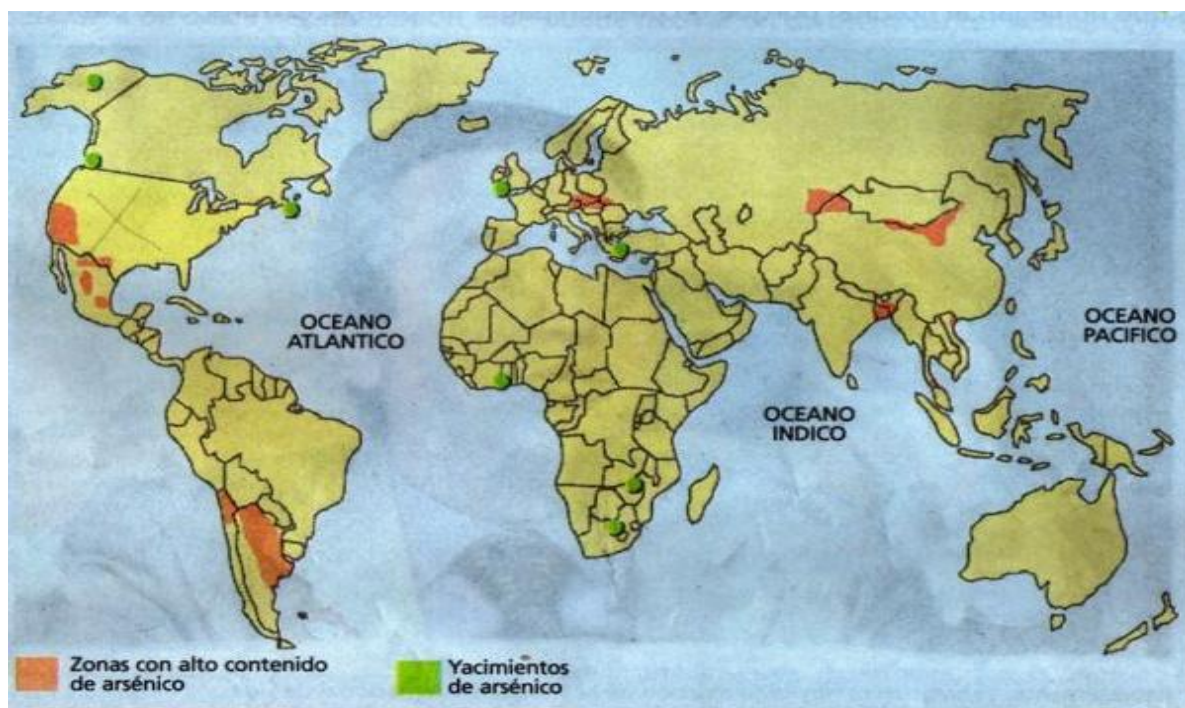 OCEANO
ATLANTICO
OCEANO
PACIFICO
OCEANO
INDICO
Zonas con alto contenido
de arsénico
Yacimientos
de arsénico